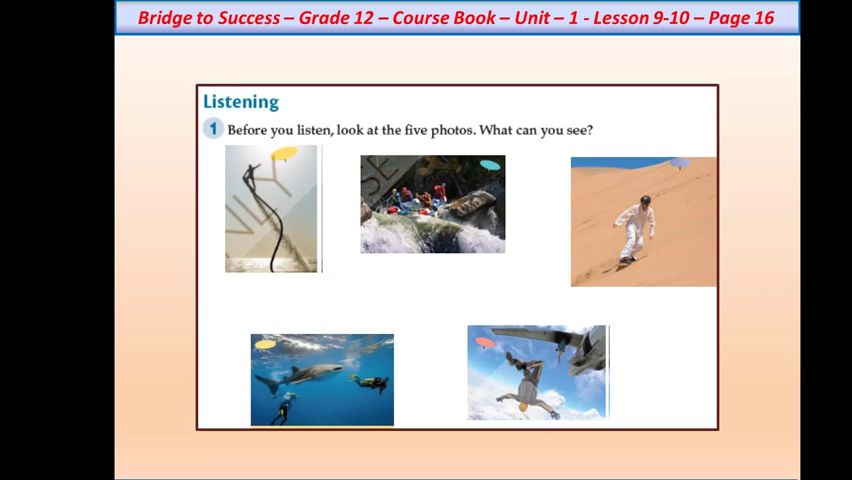 Bridge to Success – Grade 12 – Course Book – Unit – 1 - Lesson 9-10 – Page 16
Listening
1 Before you listen, look at the five photos. What can you see?